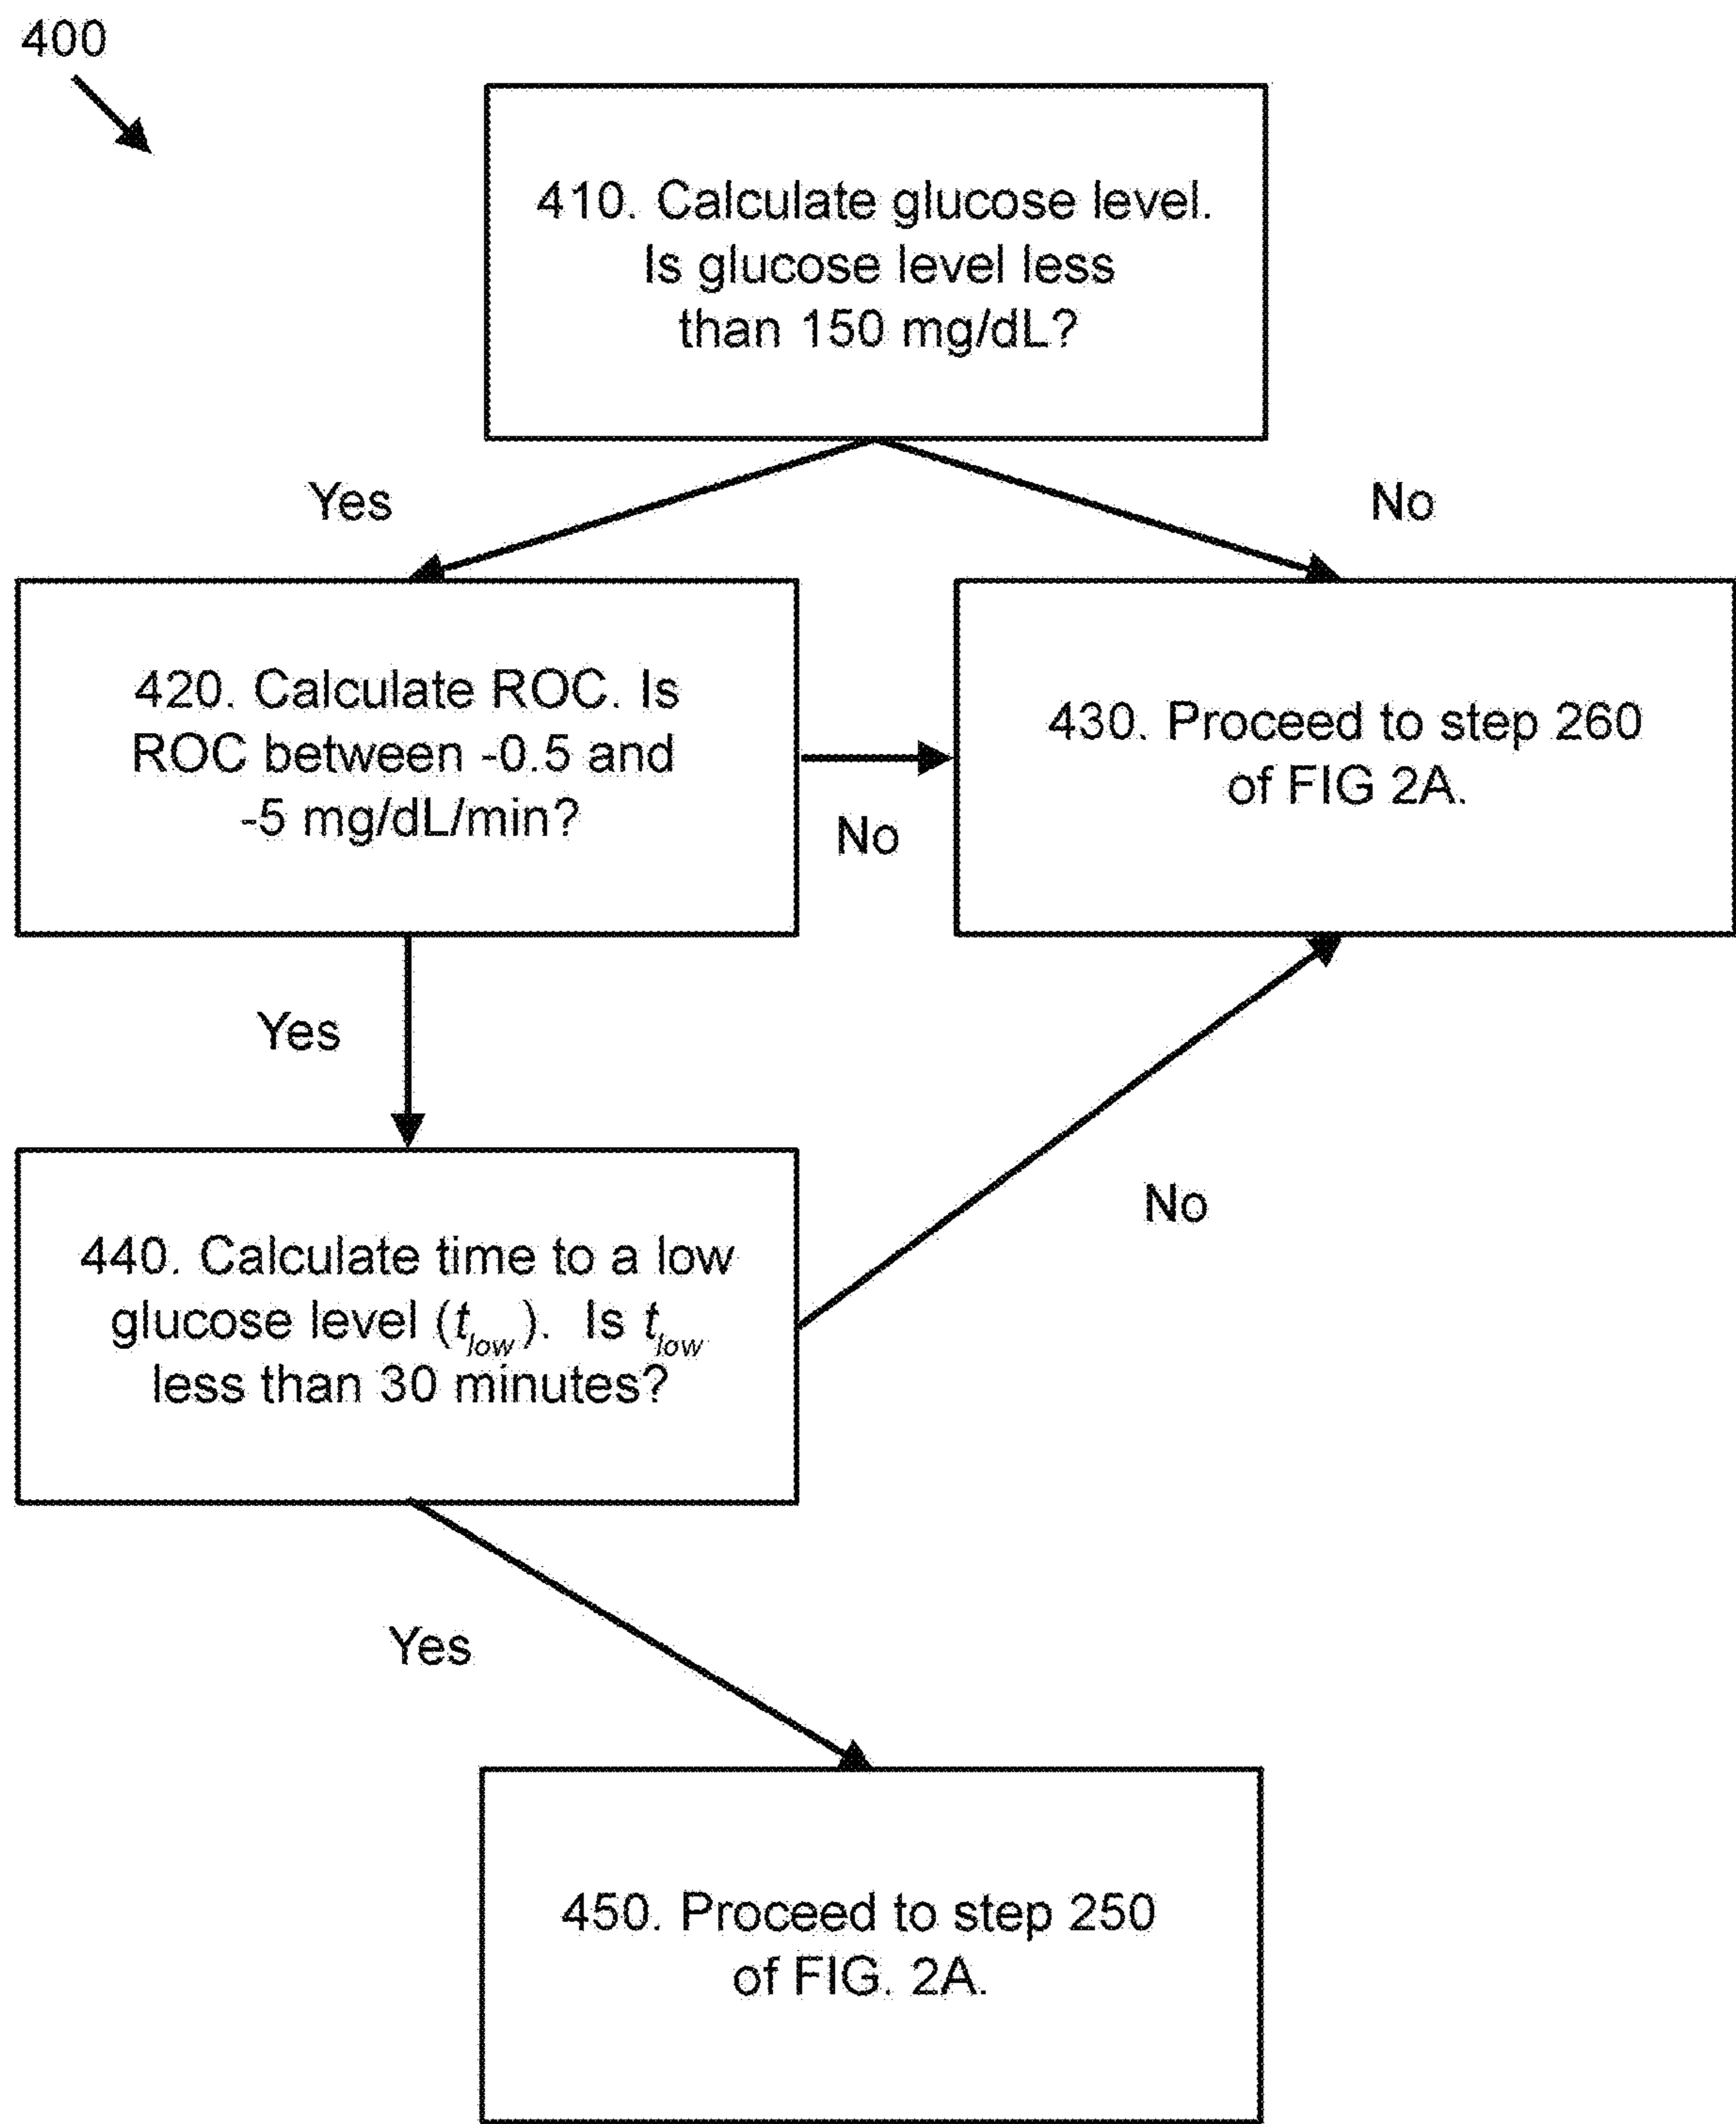 400
410. Calculate glucose level.
Is glucose level less
than 150 mg/dL?
Yes
No
420. Calculate ROC. Is
ROC between -0.5 and
-5 mg/dL/min?
No
430. Proceed to step 260
of FIG 2A.
Yes
440. Calculate time to a low
glucose level (tlow). Is tlow
less than 30 minutes?
No
Yes
450. Proceed to step 250
of FIG. 2A.